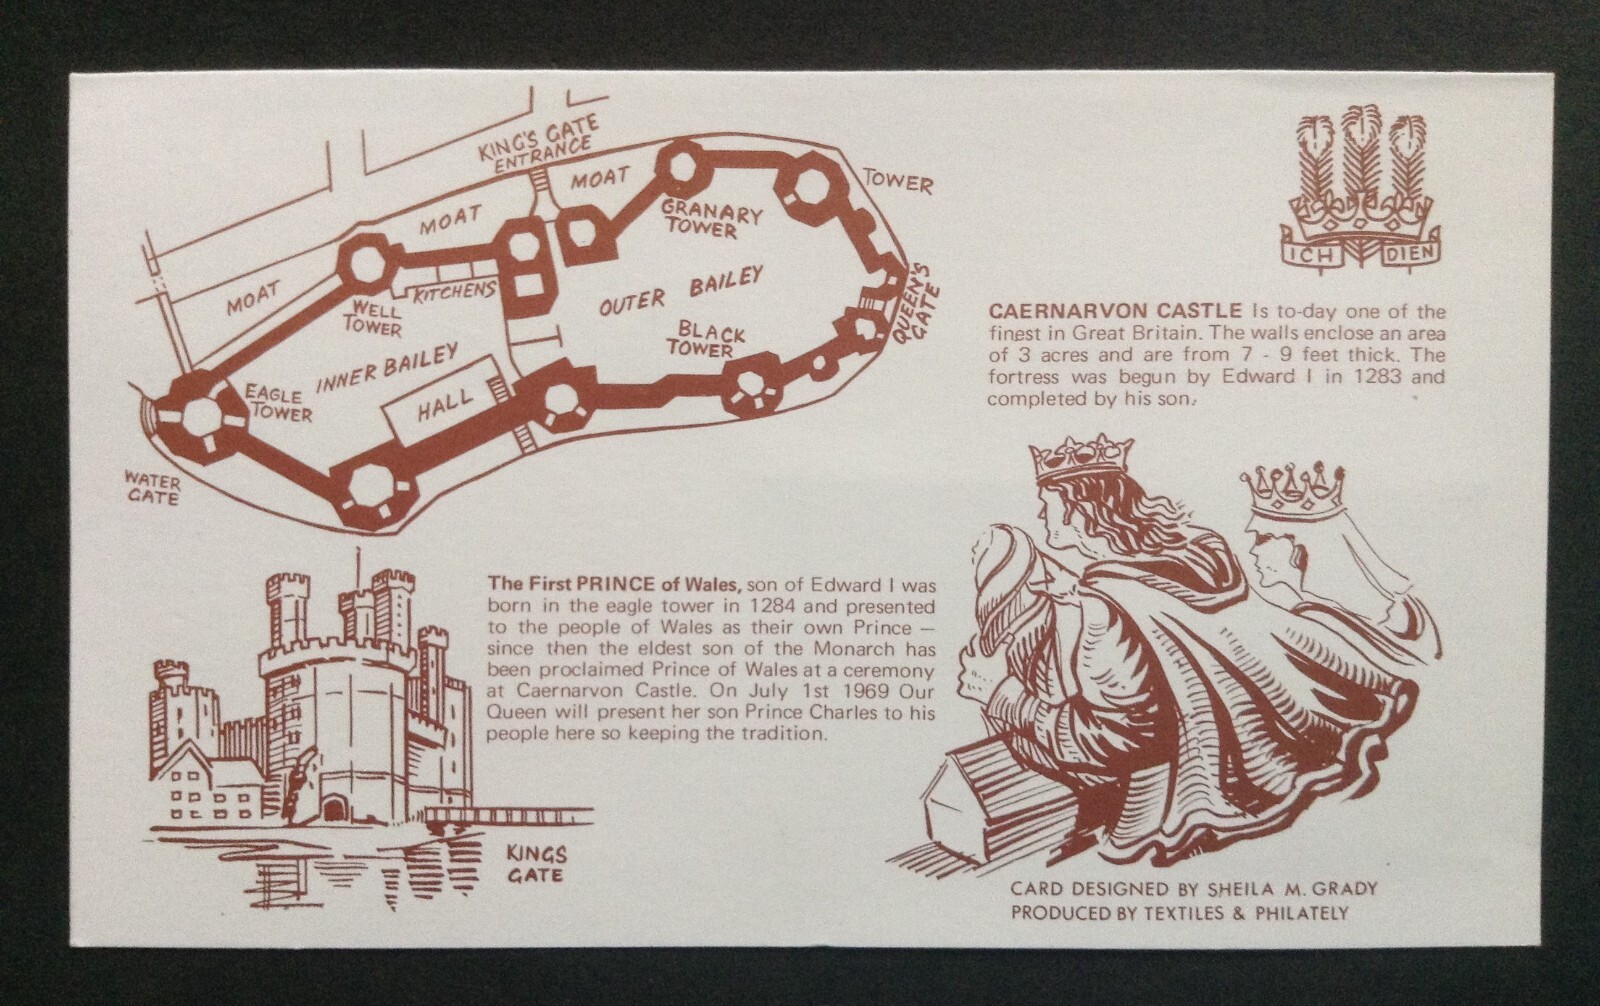 KING'S GATE
ENTRANCE
MOAT
TOWER
GRANARY
TOWER
MOAT
MOAT
KITCHENS
WELL
TOWER
OUTER BAILEY
QUEEN'S
GATE
BLACK
TOWER
INNER BAILEY
EAGLE
TOWER
HALL
WATER
GATE
ICH DIEN
CAERNARVON CASTLE Is to-day one of the
finest in Great Britain. The walls enclose an area
of 3 acres and are from 7 - 9 feet thick. The
fortress was begun by Edward I in 1283 and
completed by his son.
The First PRINCE of Wales, son of Edward I was
born in the eagle tower in 1284 and presented
to the people of Wales as their own Prince —
since then the eldest son of the Monarch has
been proclaimed Prince of Wales at a ceremony
at Caernarvon Castle. On July 1st 1969 Our
Queen will present her son Prince Charles to his
people here so keeping the tradition.
KINGS
GATE
CARD DESIGNED BY SHEILA M. GRADY
PRODUCED BY TEXTILES & PHILATELY